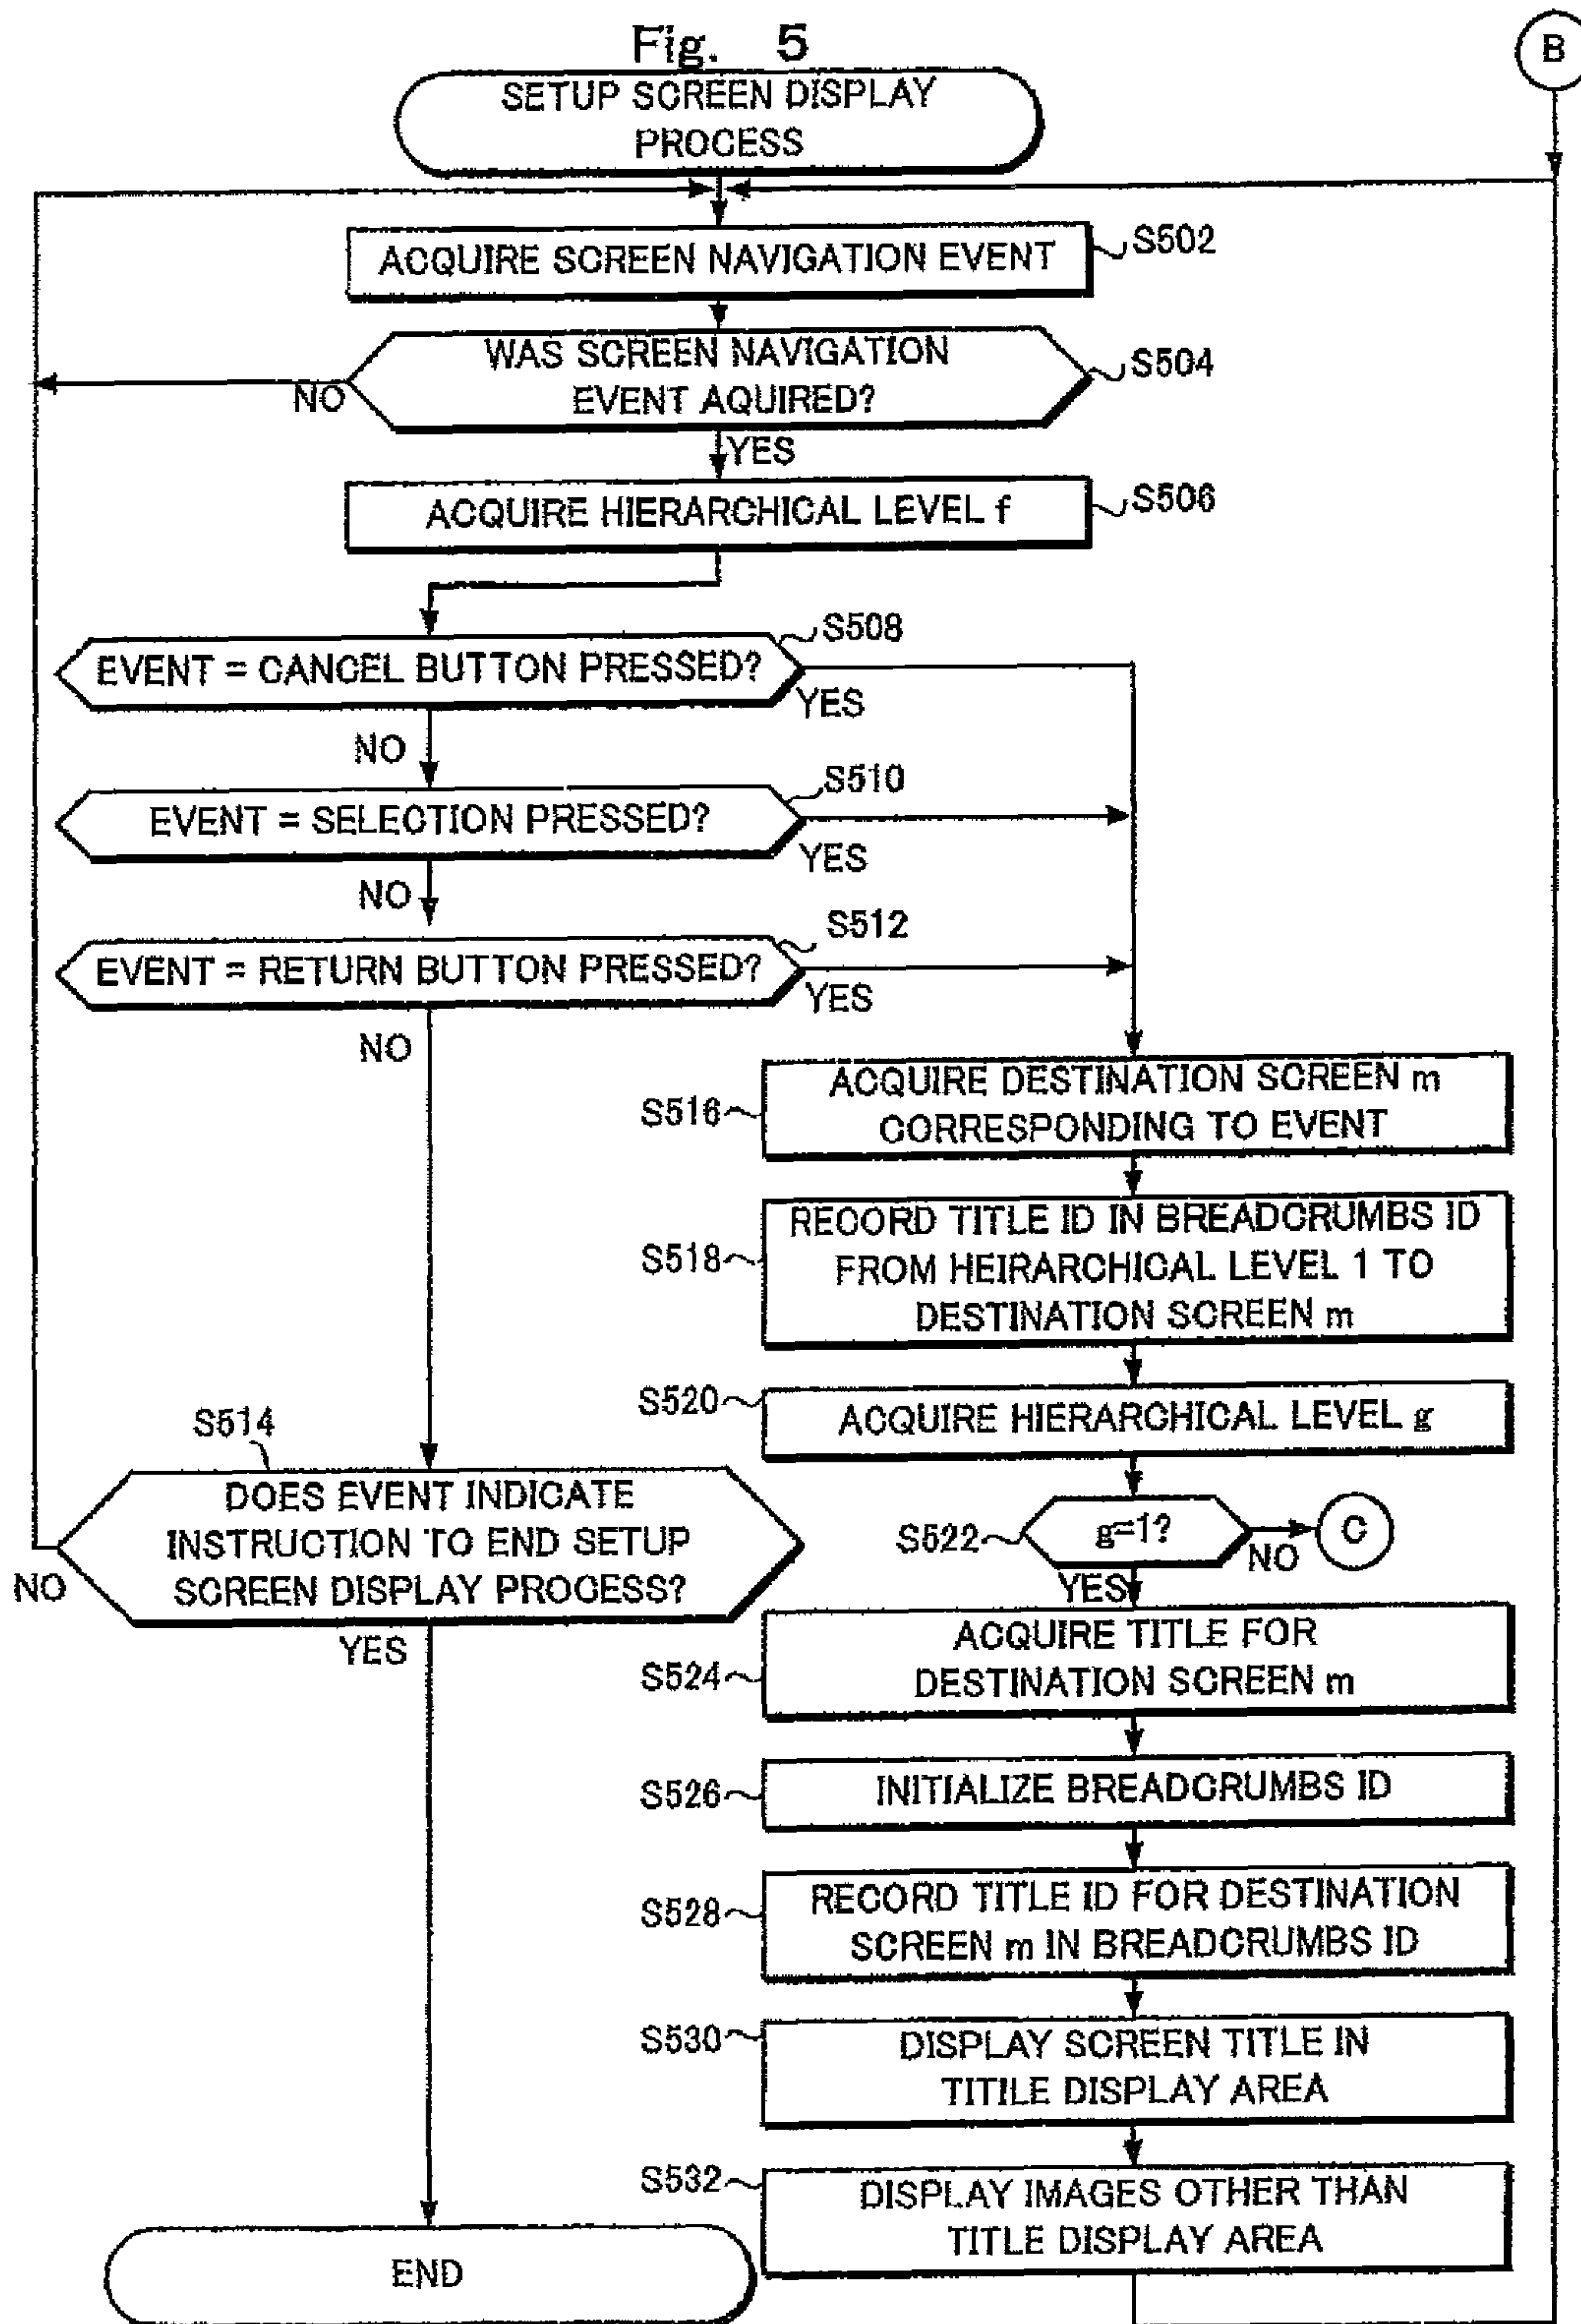 Fig. 5
B
SETUP SCREEN DISPLAY
PROCESS
ACQUIRE SCREEN NAVIGATION EVENT
S502
WAS SCREEN NAVIGATION
EVENT AQUIRED?
S504
NO
YES
ACQUIRE HIERARCHICAL LEVEL f
S506
S508
EVENT = CANCEL BUTTON PRESSED?
YES
NO
S510
EVENT = SELECTION PRESSED?
YES
NO
S512
EVENT = RETURN BUTTON PRESSED?
YES
NO
S516
ACQUIRE DESTINATION SCREEN m
CORRESPONDING TO EVENT
S518
RECORD TITLE ID IN BREADCRUMBS ID
FROM HEIRARCHICAL LEVEL 1 TO
DESTINATION SCREEN m
S520
ACQUIRE HIERARCHICAL LEVEL g
S514
DOES EVENT INDICATE
INSTRUCTION TO END SETUP
SCREEN DISPLAY PROCESS?
NO
YES
S522
g=1?
NO
C
YES
S524
ACQUIRE TITLE FOR
DESTINATION SCREEN m
S526
INITIALIZE BREADCRUMBS ID
S528
RECORD TITLE ID FOR DESTINATION
SCREEN m IN BREADCRUMBS ID
S530
DISPLAY SCREEN TITLE IN
TITILE DISPLAY AREA
S532
DISPLAY IMAGES OTHER THAN
TITLE DISPLAY AREA
END